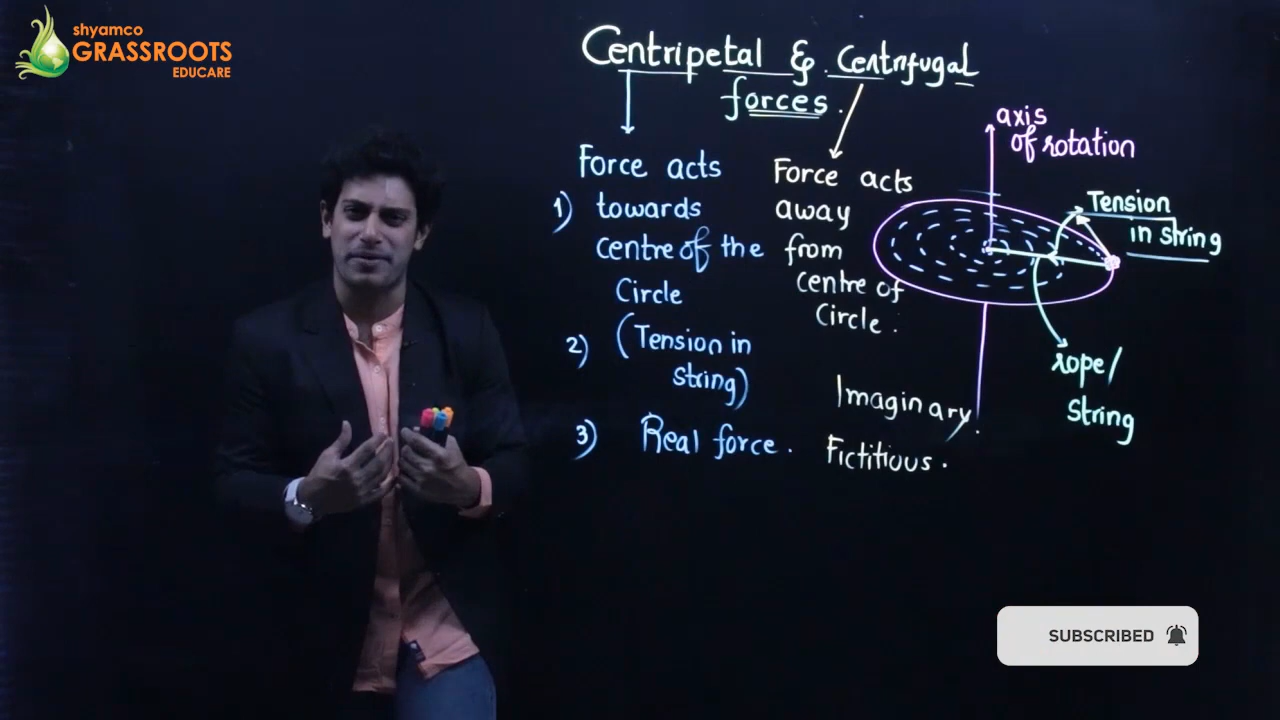 shyamco
GRASSROOTS
EDUCARE
Centripetal & Centrifugal
forces.
Force acts
1) towards
centre of the
Circle
2) (Tension in
string)
3) Real force.
Force acts
away
from
centre of
circle.
Imaginary.
Fictitious.
axis
of rotation
Tension
in string
rope/
string
SUBSCRIBED